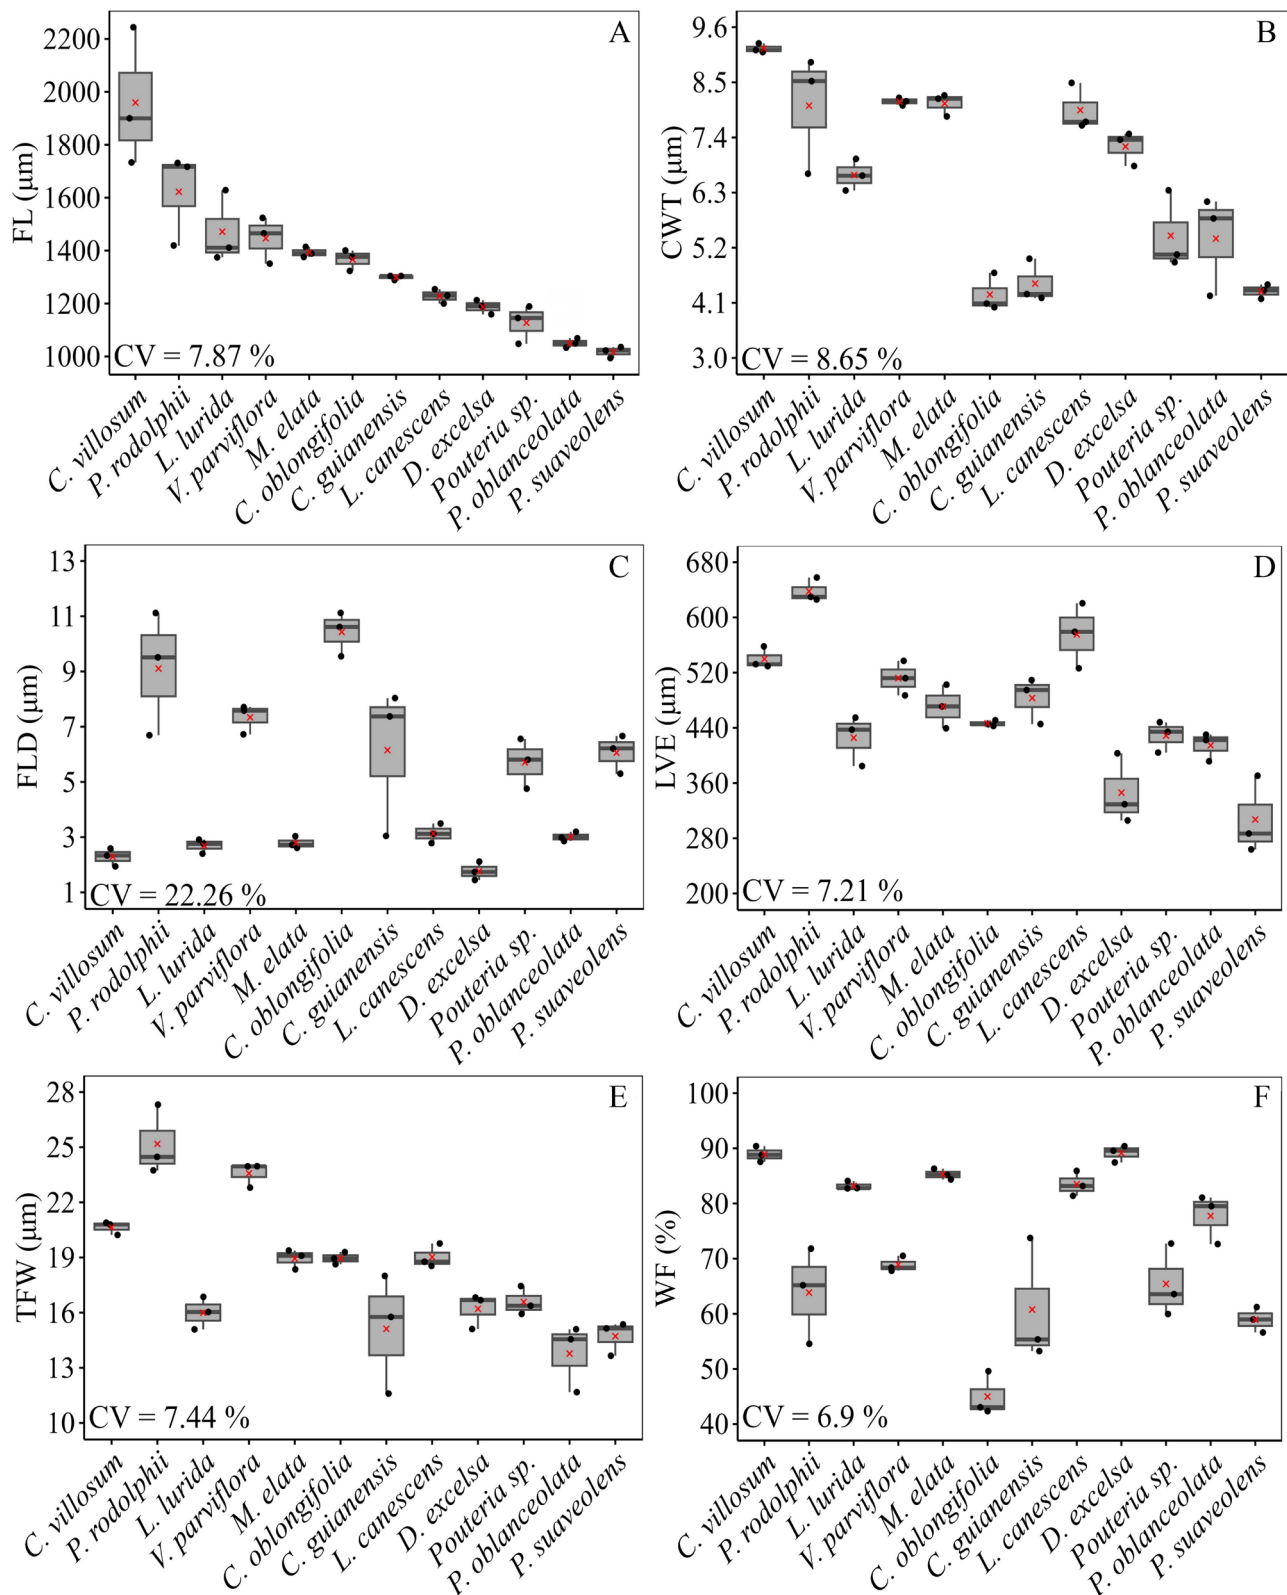 A
FL (µm)
2200
2000
1800
1600
1400
1200
1000
CV = 7.87 %
C. villosum
P. rodolphii
L. lurida
V. parviflora
M. elata
C. oblongifolia
C. guianensis
L. canescens
D. excelsa
Pouteria sp.
P. oblanceolata
P. suaveolens
B
CWT (µm)
9.6
8.5
7.4
6.3
5.2
4.1
3.0
CV = 8.65 %
C. villosum
P. rodolphii
L. lurida
V. parviflora
M. elata
C. oblongifolia
C. guianensis
L. canescens
D. excelsa
Pouteria sp.
P. oblanceolata
P. suaveolens
C
FLD (µm)
13
11
9
7
5
3
1
CV = 22.26 %
C. villosum
P. rodolphii
L. lurida
V. parviflora
M. elata
C. oblongifolia
C. guianensis
L. canescens
D. excelsa
Pouteria sp.
P. oblanceolata
P. suaveolens
D
LVE (µm)
680
600
520
440
360
280
200
CV = 7.21 %
C. villosum
P. rodolphii
L. lurida
V. parviflora
M. elata
C. oblongifolia
C. guianensis
L. canescens
D. excelsa
Pouteria sp.
P. oblanceolata
P. suaveolens
E
TFW (µm)
28
25
22
19
16
13
10
CV = 7.44 %
C. villosum
P. rodolphii
L. lurida
V. parviflora
M. elata
C. oblongifolia
C. guianensis
L. canescens
D. excelsa
Pouteria sp.
P. oblanceolata
P. suaveolens
F
WF (%)
100
90
80
70
60
50
40
CV = 6.9 %
C. villosum
P. rodolphii
L. lurida
V. parviflora
M. elata
C. oblongifolia
C. guianensis
L. canescens
D. excelsa
Pouteria sp.
P. oblanceolata
P. suaveolens